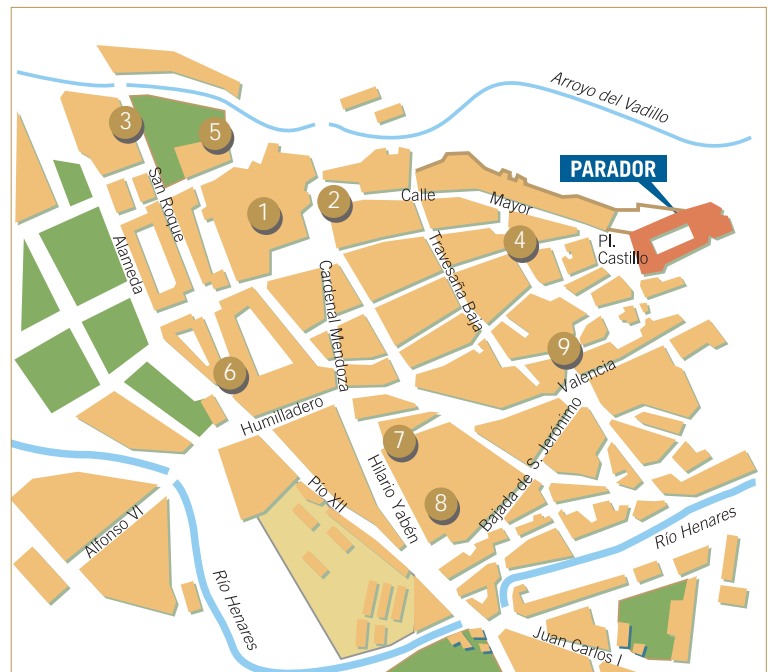 Arroyo del Vadillo
3
5
PARADOR
San Roque
1
2
Calle
Mayor
4
Pl.
Castillo
Alameda
Cardenal Mendoza
Travesaña Baja
9
Valencia
6
Humilladero
7
Hilario Yabén
8
Bajada de S. Jerónimo
Pío XII
Alfonso VI
Río Henares
Río Henares
Juan Carlos I